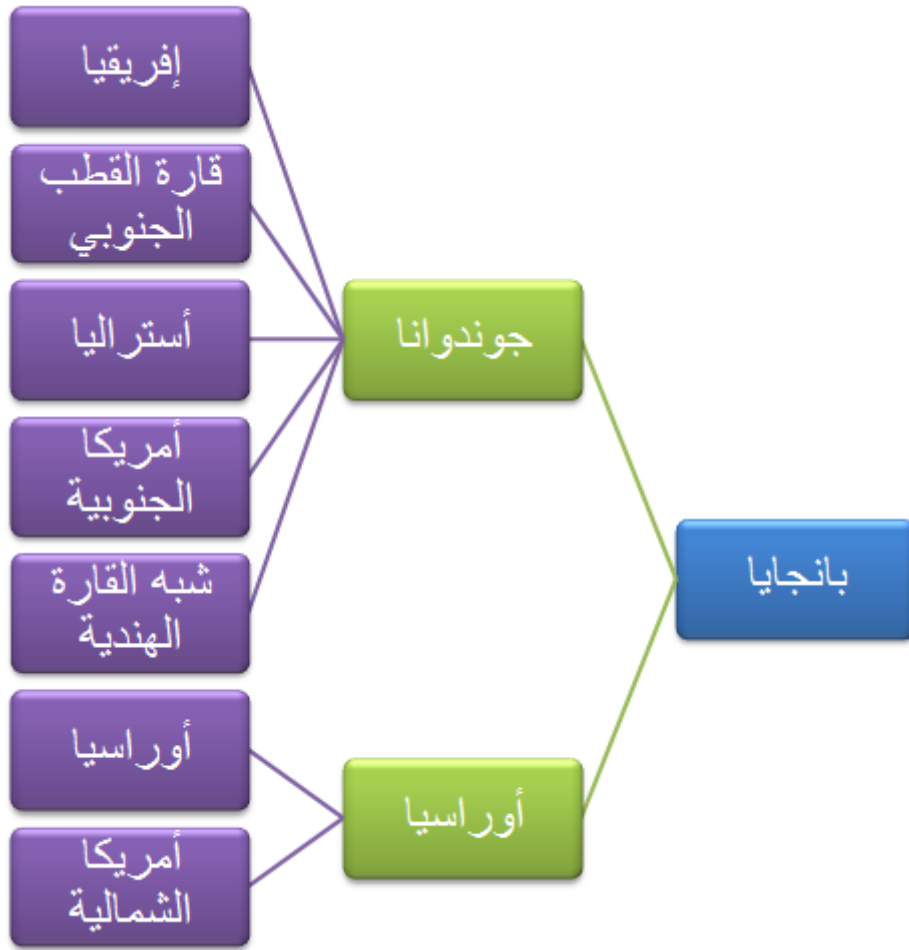 بانجايا
جوندوانا
إفريقيا
قارة القطب
الجنوبي
أستراليا
أمريكا
الجنوبية
شبه القارة
الهندية
أوراسيا
أوراسيا
أمريكا
الشمالية